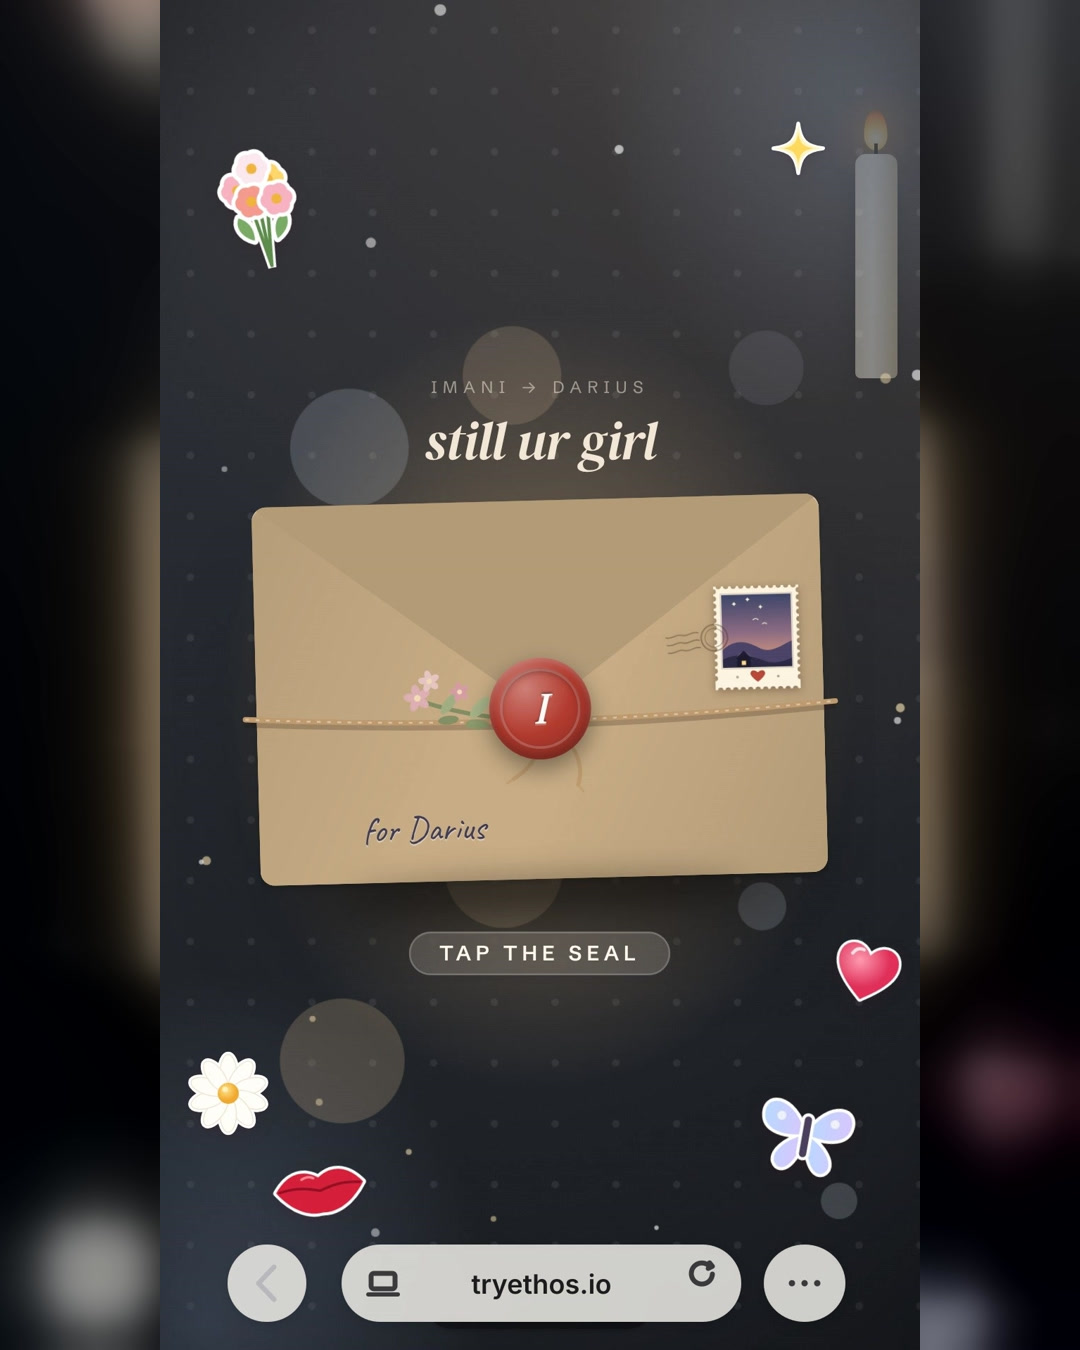 IMANI → DARIUS
still ur girl
I
for Darius
TAP THE SEAL
tryethos.io